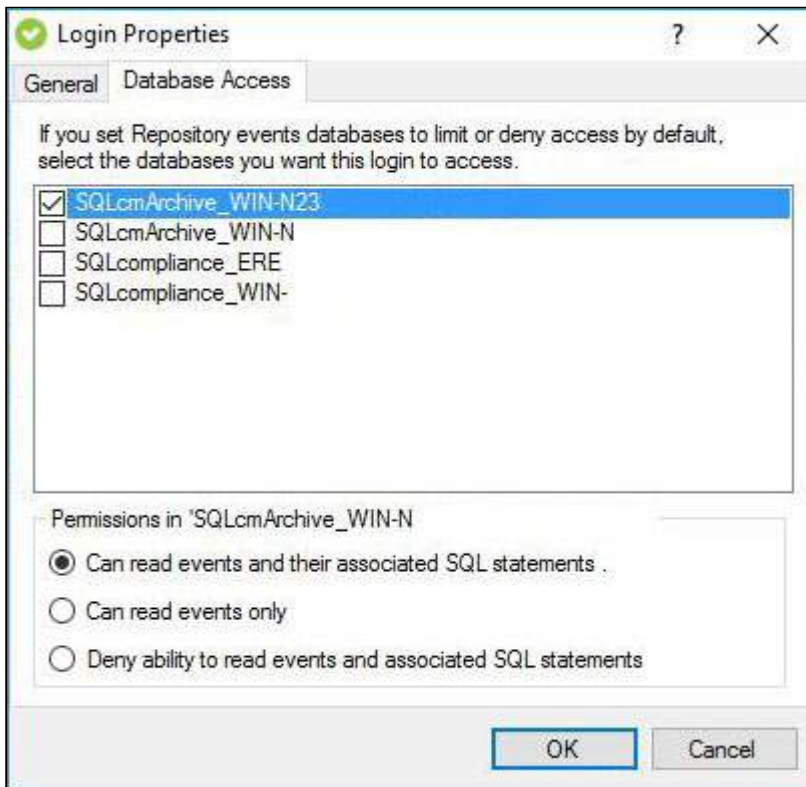 Login Properties
?
General
Database Access
If you set Repository events databases to limit or deny access by default,
select the databases you want this login to access.
SQLcmArchive_WIN-N23
SQLcmArchive_WIN-N
SQLcompliance_ERE
SQLcompliance_WIN-
Permissions in "SQLcmArchive_WIN-N
Can read events and their associated SQL statements .
Can read events only
Deny ability to read events and associated SQL statements
OK
Cancel